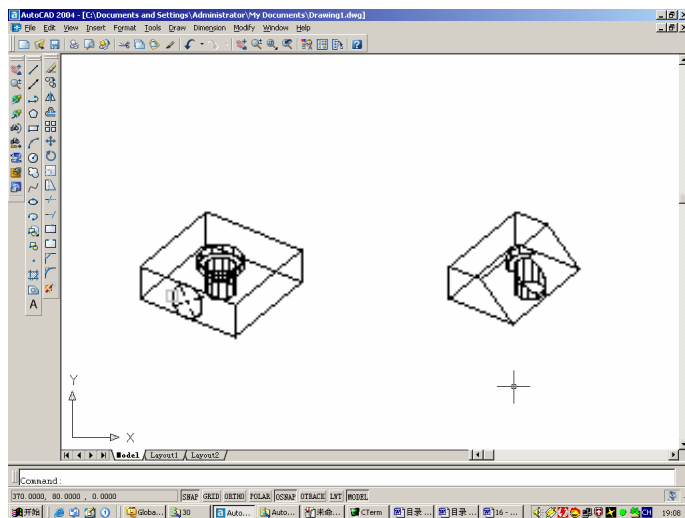 AutoCAD 2004 - [C:\Documents and Settings\Administrator\My Documents\Drawing1.dwg]
File Edit View Insert Format Tools Draw Dimension Modify Window Help
A
Y
X
Model Layout1 Layout2
Command:
370.0000, 80.0000 , 0.0000 SNAP GRID ORTHO POLAR OSNAP OTRACK LWT MODEL
开始 Globa... 30 Auto... Auto... 未命... CTerm 目录... 目录... 16 - ... CH 19:08